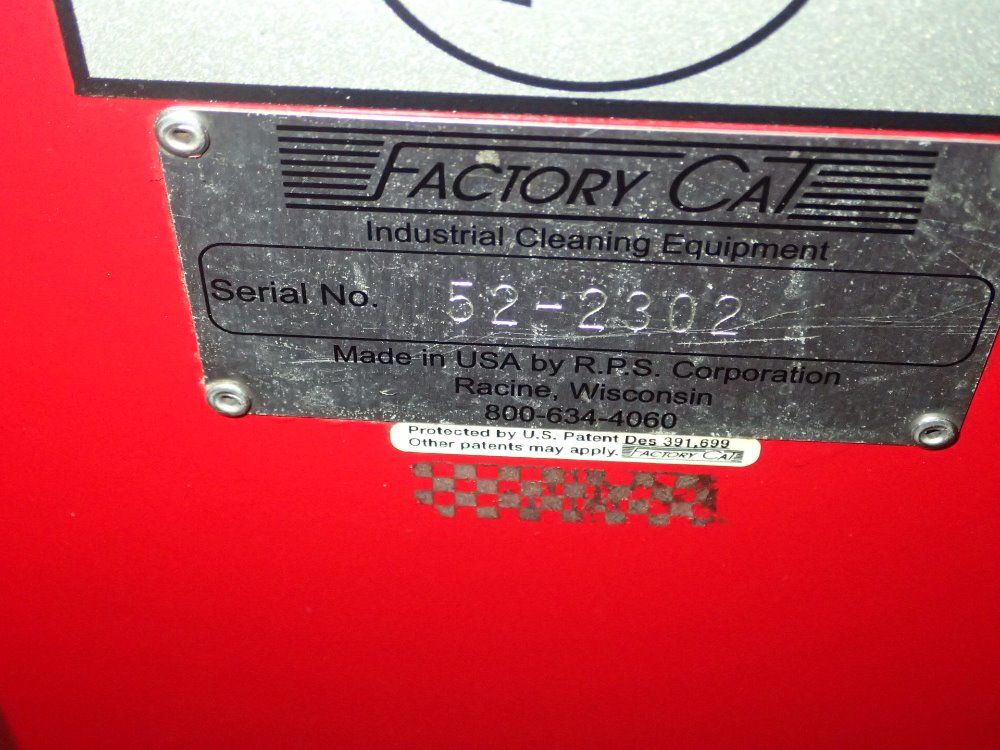 FACTORY CAT
Industrial Cleaning Equipment
Serial No. 52-2302
Made in USA by R.P.S. Corporation
Racine, Wisconsin
800-634-4060
Protected by U.S. Patent Des 391,699
Other patents may apply. FACTORY CAT